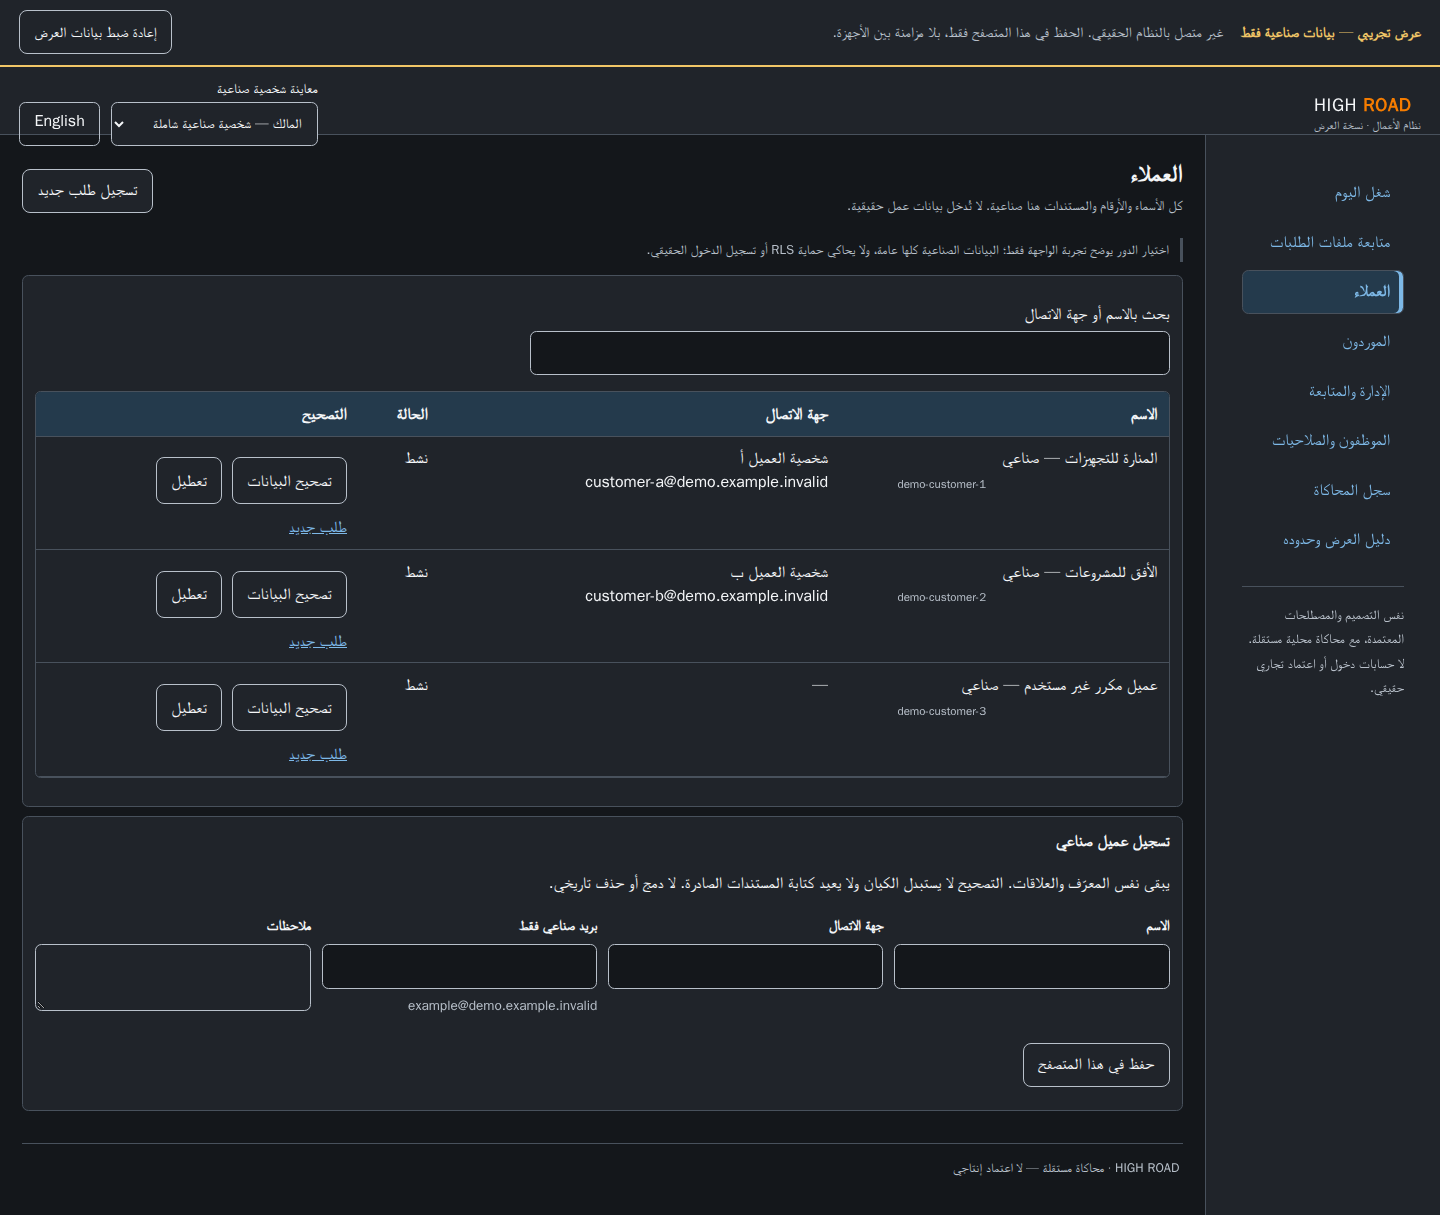 عرض تجريبي — بيانات صناعية فقط
غير متصل بالنظام الحقيقي. الحفظ في هذا المتصفح فقط، بلا مزامنة بين الأجهزة.
إعادة ضبط بيانات العرض
HIGH ROAD
نظام الأعمال · نسخة العرض
معاينة شخصية صناعية
المالك — شخصية صناعية شاملة
English
شغل اليوم
متابعة ملفات الطلبات
العملاء
الموردون
الإدارة والمتابعة
الموظفون والصلاحيات
سجل المحاكاة
دليل العرض وحدوده
نفس التصميم والمصطلحات
المعتمدة، مع محاكاة محلية مستقلة.
لا حسابات دخول أو اعتماد تجاري
حقيقي.
العملاء
كل الأسماء والأرقام والمستندات هنا صناعية. لا تُدخل بيانات عمل حقيقية.
تسجيل طلب جديد
اختيار الدور يوضح تجربة الواجهة فقط؛ البيانات الصناعية كلها عامة، ولا يحاكي حماية RLS أو تسجيل الدخول الحقيقي.
بحث بالاسم أو جهة الاتصال
الاسم جهة الاتصال الحالة التصحيح
المنارة للتجهيزات — صناعي
demo-customer-1
شخصية العميل أ
customer-a@demo.example.invalid
نشط
تصحيح البيانات تعطيل
طلب جديد
الأفق للمشروعات — صناعي
demo-customer-2
شخصية العميل ب
customer-b@demo.example.invalid
نشط
تصحيح البيانات تعطيل
طلب جديد
عميل مكرر غير مستخدم — صناعي
demo-customer-3
—
نشط
تصحيح البيانات تعطيل
طلب جديد
تسجيل عميل صناعي
يبقى نفس المعرّف والعلاقات. التصحيح لا يستبدل الكيان ولا يعيد كتابة المستندات الصادرة. لا دمج أو حذف تاريخي.
الاسم جهة الاتصال بريد صناعي فقط ملاحظات
example@demo.example.invalid
حفظ في هذا المتصفح
HIGH ROAD · محاكاة مستقلة — لا اعتماد إنتاجي